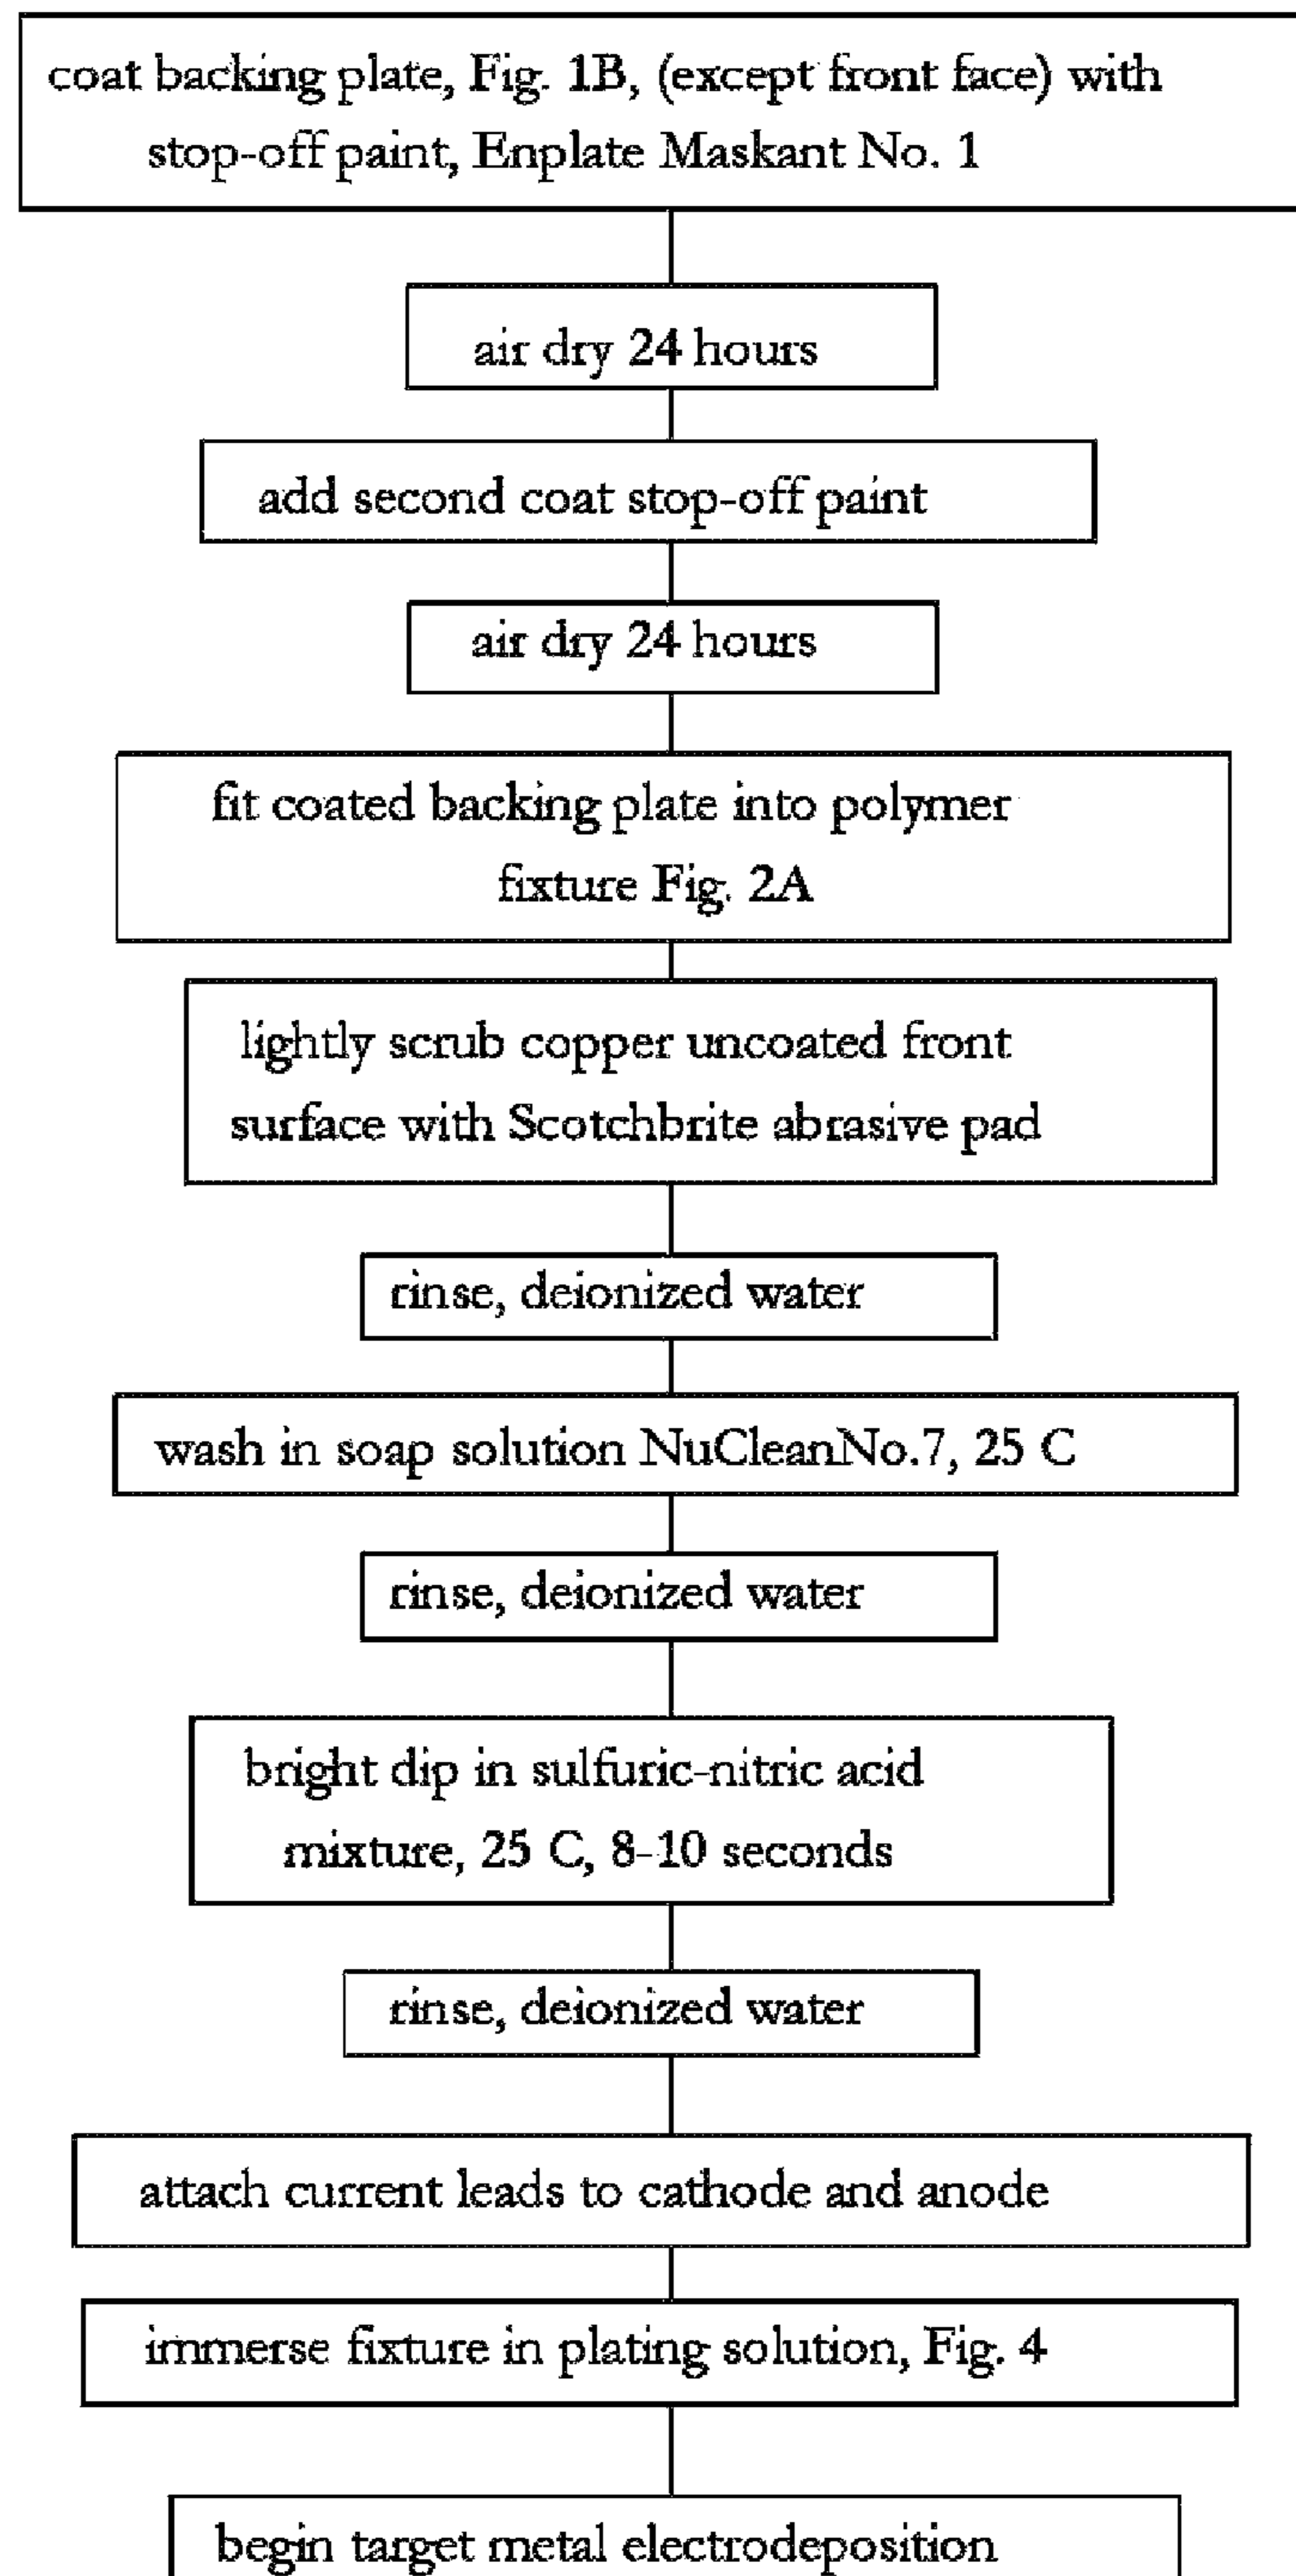 coat backing plate, Fig. 1B, (except front face) with
stop-off paint, Enplate Maskant No. 1
air dry 24 hours
add second coat stop-off paint
air dry 24 hours
fit coated backing plate into polymer
fixture Fig. 2A
lightly scrub copper uncoated front
surface with Scotchbrite abrasive pad
rinse, deionized water
wash in soap solution NuCleanNo.7, 25 C
rinse, deionized water
bright dip in sulfuric-nitric acid
mixture, 25 C, 8-10 seconds
rinse, deionized water
attach current leads to cathode and anode
immerse fixture in plating solution, Fig. 4
begin target metal electrodeposition